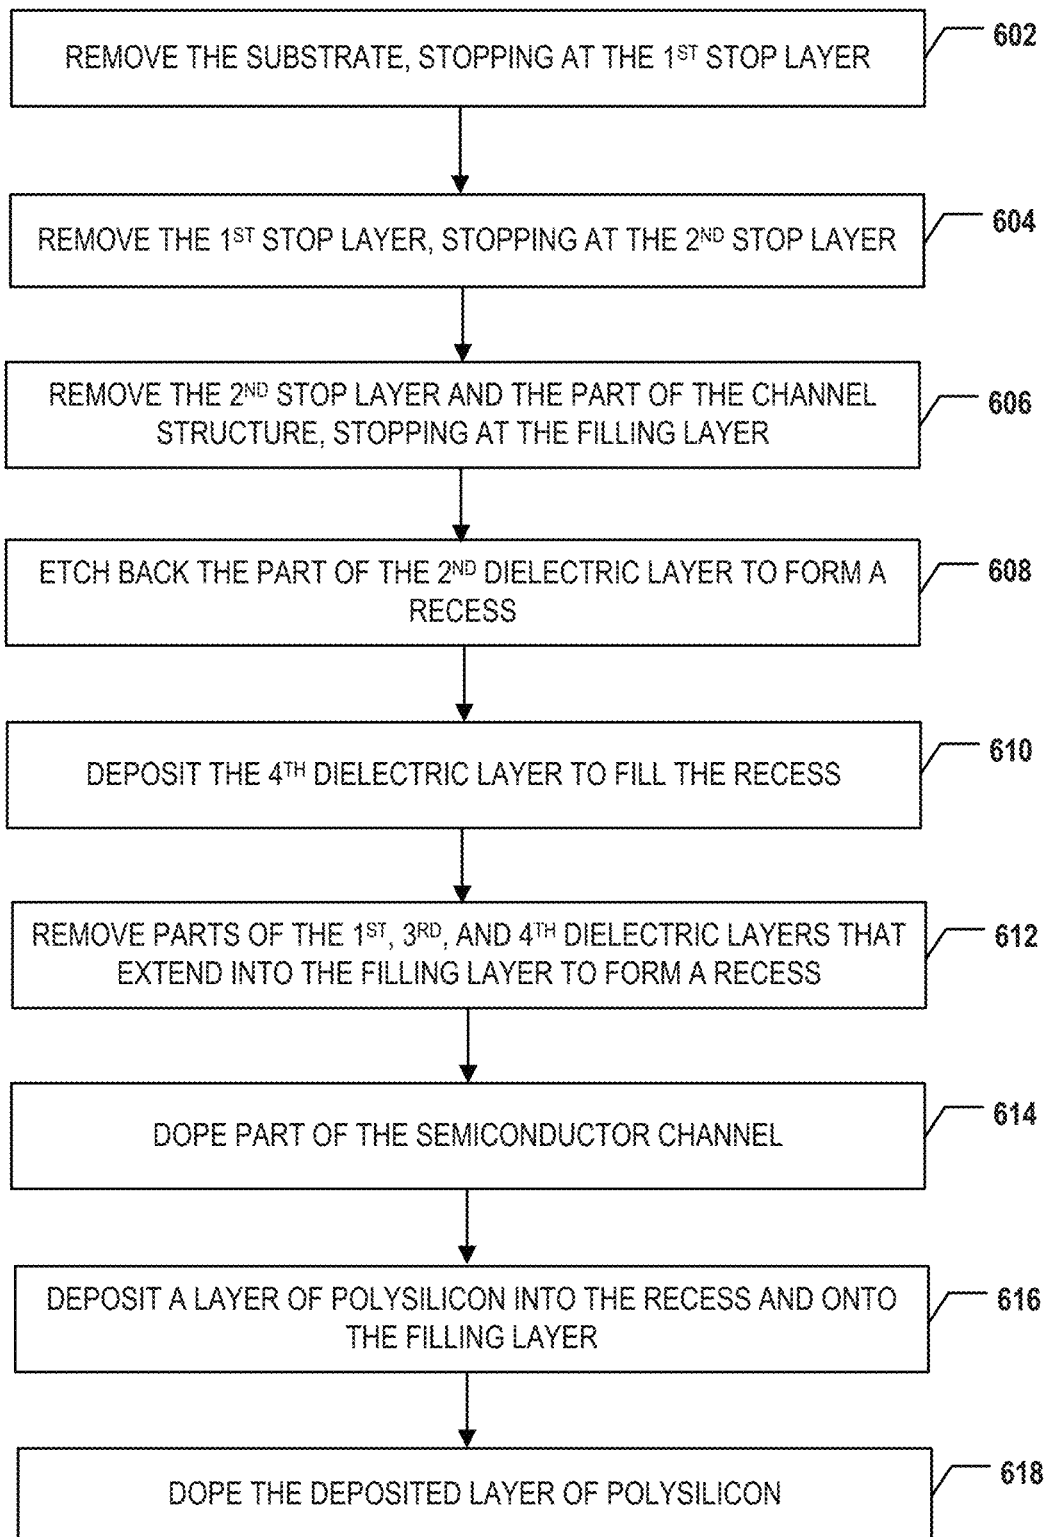 REMOVE THE SUBSTRATE, STOPPING AT THE 1ST STOP LAYER
602
REMOVE THE 1ST STOP LAYER, STOPPING AT THE 2ND STOP LAYER
604
REMOVE THE 2ND STOP LAYER AND THE PART OF THE CHANNEL
STRUCTURE, STOPPING AT THE FILLING LAYER
606
ETCH BACK THE PART OF THE 2ND DIELECTRIC LAYER TO FORM A
RECESS
608
DEPOSIT THE 4TH DIELECTRIC LAYER TO FILL THE RECESS
610
REMOVE PARTS OF THE 1ST, 3RD, AND 4TH DIELECTRIC LAYERS THAT
EXTEND INTO THE FILLING LAYER TO FORM A RECESS
612
DOPE PART OF THE SEMICONDUCTOR CHANNEL
614
DEPOSIT A LAYER OF POLYSILICON INTO THE RECESS AND ONTO
THE FILLING LAYER
616
DOPE THE DEPOSITED LAYER OF POLYSILICON
618